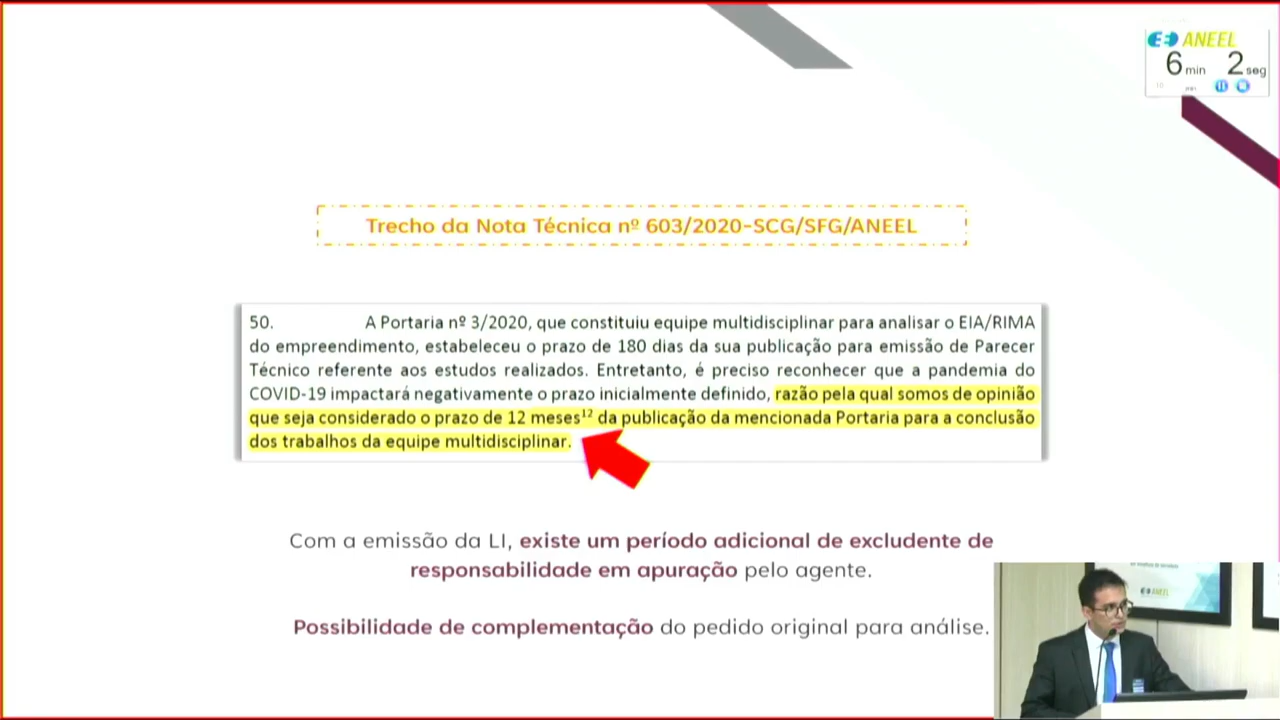 ANEEL
6 min 2 seg
Trecho da Nota Técnica nº 603/2020-SCG/SFG/ANEEL
50. A Portaria nº 3/2020, que constituiu equipe multidisciplinar para analisar o EIA/RIMA
do empreendimento, estabeleceu o prazo de 180 dias da sua publicação para emissão de Parecer
Técnico referente aos estudos realizados. Entretanto, é preciso reconhecer que a pandemia do
COVID-19 impactará negativamente o prazo inicialmente definido, razão pela qual somos de opinião
que seja considerado o prazo de 12 meses¹² da publicação da mencionada Portaria para a conclusão
dos trabalhos da equipe multidisciplinar.
Com a emissão da LI, existe um período adicional de excludente de
responsabilidade em apuração pelo agente.
Possibilidade de complementação do pedido original para análise.
ANEEL